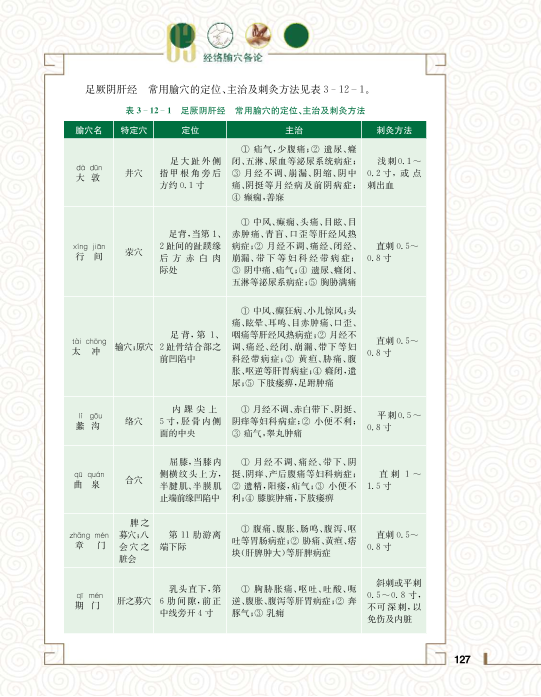 03
经络腧穴各论
足厥阴肝经 常用腧穴的定位、主治及刺灸方法见表 3-12-1。
表 3-12-1 足厥阴肝经 常用腧穴的定位、主治及刺灸方法
腧穴名 特定穴 定位 主治 刺灸方法
dà dūn
大 敦
井穴
足大趾外侧
指甲根角旁后
方约 0.1 寸
① 疝气,少腹痛;② 遗尿、癃
闭、五淋、尿血等泌尿系统病症;
③ 月经不调、崩漏、阴缩、阴中
痛、阴挺等月经病及前阴病症;
④ 癫痫,善寐
浅刺0.1~
0.2 寸,或点
刺出血
xíng jiān
行 间
荥穴
足背,当第 1、
2 趾间的趾蹼缘
后方赤白肉
际处
① 中风、癫痫、头痛、目眩、目
赤肿痛、青盲、口歪等肝经风热
病症;② 月经不调、痛经、闭经、
崩漏、带下等妇科经带病症;
③ 阴中痛、疝气;④ 遗尿、癃闭、
五淋等泌尿系病症;⑤ 胸胁满痛
直刺 0.5~
0.8 寸
tài chōng
太 冲
输穴;原穴
足背,第 1、
2 趾骨结合部之
前凹陷中
① 中风、癫狂病、小儿惊风;头
痛、眩晕、耳鸣、目赤肿痛、口歪、
咽痛等肝经风热病症;② 月经不
调、痛经、经闭、崩漏、带下等妇
科经带病症;③ 黄疸、胁痛、腹
胀、呕逆等肝胃病症;④ 癃闭,遗
尿;⑤ 下肢痿痹,足跗肿痛
直刺 0.5~
0.8 寸
lí gōu
蠡 沟
络穴
内踝尖上
5 寸,胫骨内侧
面的中央
① 月经不调、赤白带下、阴挺、
阴痒等妇科病症;② 小便不利;
③ 疝气,睾丸肿痛
平刺0.5~
0.8 寸
qū quán
曲 泉
合穴
屈膝,当膝内
侧横纹头上方,
半腱肌、半膜肌
止端前缘凹陷中
① 月经不调、痛经、带下、阴
挺、阴痒、产后腹痛等妇科病症;
② 遗精,阳痿,疝气;③ 小便不
利;④ 膝髌肿痛,下肢痿痹
直刺 1~
1.5 寸
zhāng mén
章 门
脾之
募穴;八
会穴之
脏会
第 11 肋游离
端下际
① 腹痛、腹胀、肠鸣、腹泻、呕
吐等胃肠病症;② 胁痛、黄疸、痞
块(肝脾肿大)等肝脾病症
直刺 0.5~
0.8 寸
qī mén
期 门
肝之募穴
乳头直下,第
6 肋间隙,前正
中线旁开 4 寸
① 胸胁胀痛、呕吐、吐酸、呃
逆、腹胀、腹泻等肝胃病症;② 奔
豚气;③ 乳痈
斜刺或平刺
0.5~0.8 寸,
不可深刺,以
免伤及内脏
127